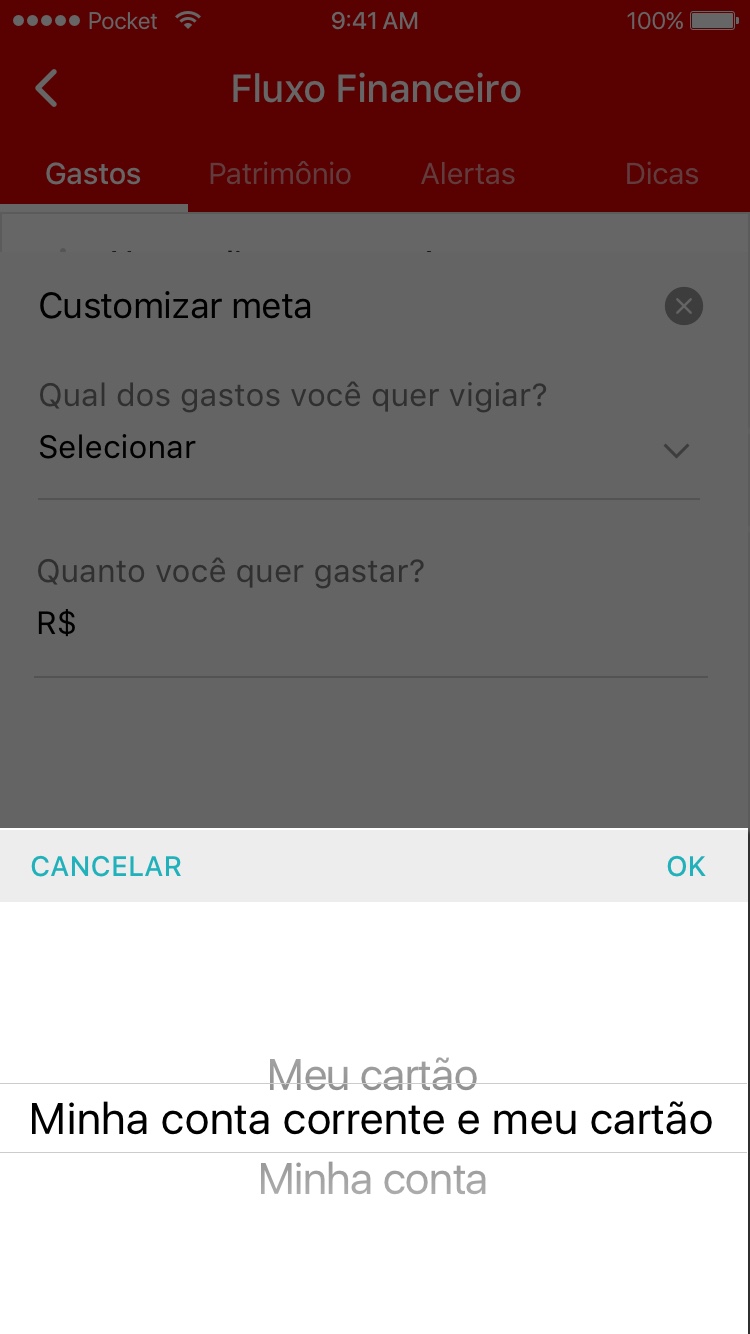 Pocket 9:41 AM 100%
Fluxo Financeiro
Gastos Patrimônio Alertas Dicas
Customizar meta
Qual dos gastos você quer vigiar?
Selecionar
Quanto você quer gastar?
R$
CANCELAR OK
Meu cartão
Minha conta corrente e meu cartão
Minha conta